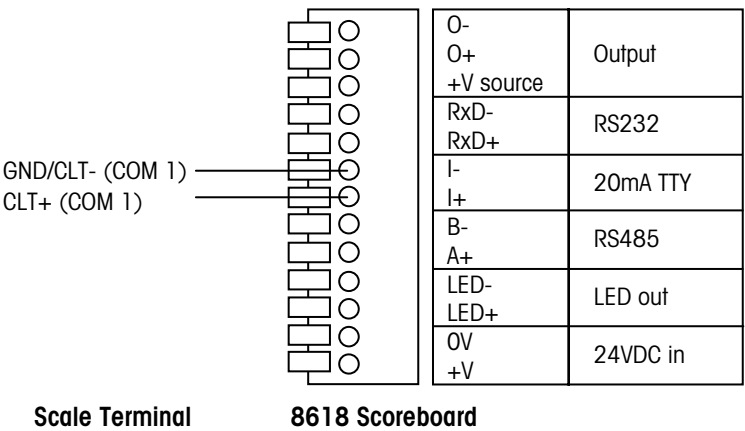 O-
O+
+V source
Output
RxD-
RxD+
RS232
GND/CLT- (COM 1)
CLT+ (COM 1)
I-
I+
20mA TTY
B-
A+
RS485
LED-
LED+
LED out
0V
+V
24VDC in
Scale Terminal
8618 Scoreboard